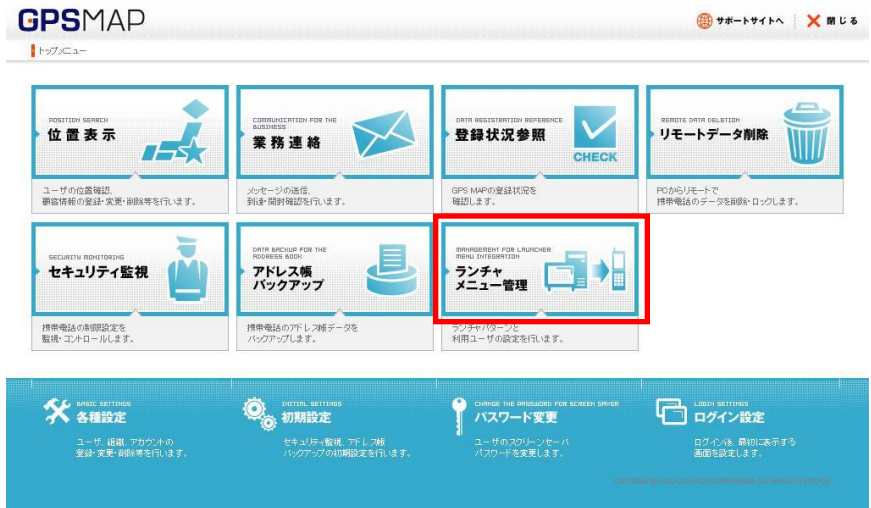 GPSMAP
サポートサイトへ
閉じる
トップメニュー
POSITION SEARCH
位置表示
ユーザの位置確認、
顧客情報の登録・変更・削除等を行います。
COMMUNICATION FOR THE
BUSINESS
業務連絡
メッセージの送信、
到達・開封確認を行います。
DATA REGISTRATION REFERENCE
登録状況参照
CHECK
GPS MAPの登録状況を
確認します。
REMOTE DATA DELETION
リモートデータ削除
PCからリモートで
携帯電話のデータを削除・ロックします。
SECURITY MONITORING
セキュリティ監視
携帯電話の制限設定を
監視・コントロールします。
DATA BACKUP FOR THE
ADDRESS BOOK
アドレス帳
バックアップ
携帯電話のアドレス帳データを
バックアップします。
MANAGEMENT FOR LAUNCHER
MENU INTEGRATION
ランチャ
メニュー管理
ランチャパターンと
利用ユーザの設定を行います。
BASIC SETTINGS
各種設定
ユーザ、組織、アカウントの
登録・変更・削除等を行います。
INITIAL SETTINGS
初期設定
セキュリティ監視、アドレス帳
バックアップの初期設定を行います。
CHANGE THE PASSWORD FOR SCREEN SAVER
パスワード変更
ユーザのスクリーンセーバ
パスワードを変更します。
LOGIN SETTINGS
ログイン設定
ログイン後、最初に表示する
画面を設定します。